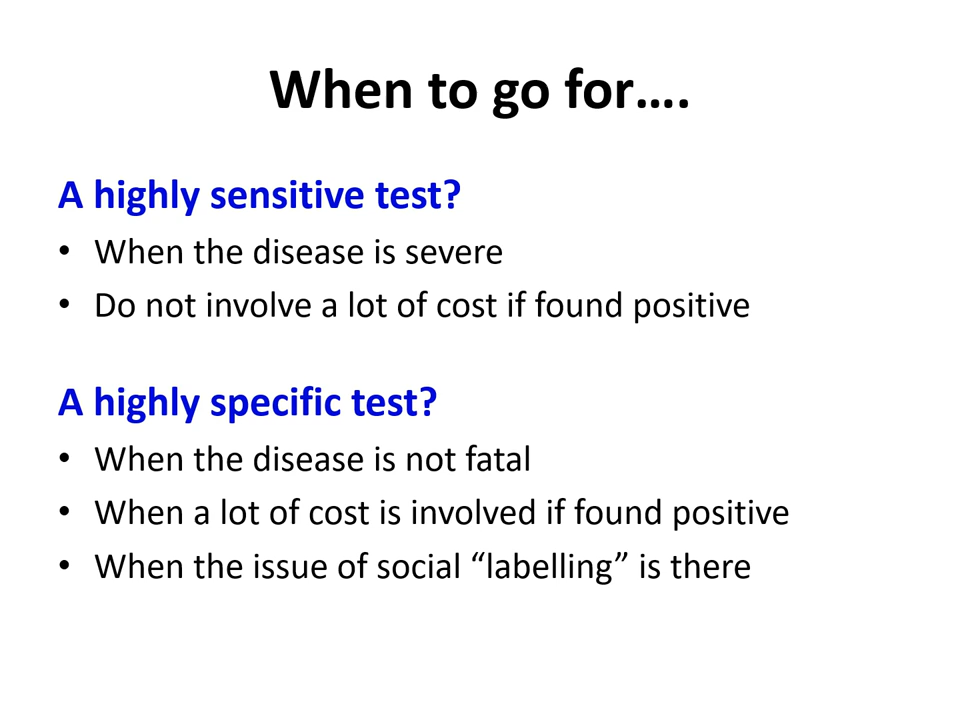 When to go for….
A highly sensitive test?
• When the disease is severe
• Do not involve a lot of cost if found positive
A highly specific test?
• When the disease is not fatal
• When a lot of cost is involved if found positive
• When the issue of social “labelling” is there